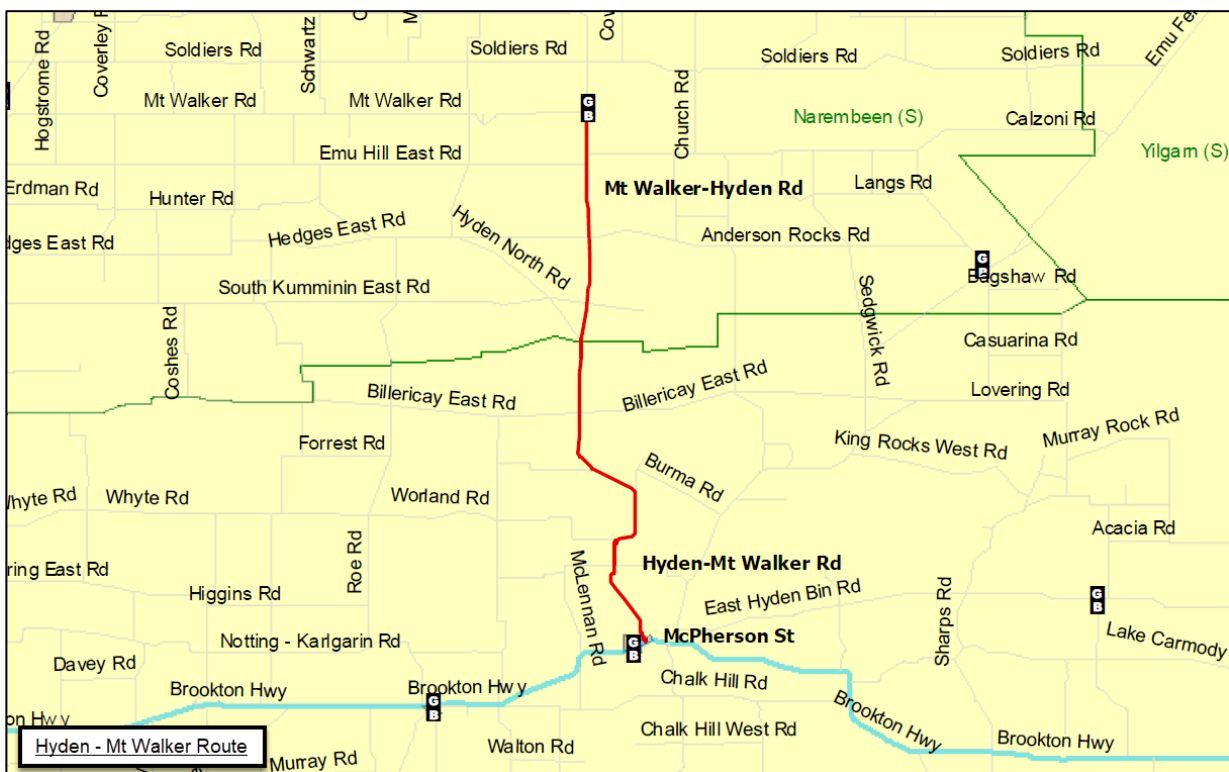 Hogstrome Rd
Coverley R
Soldiers Rd
Schwartz
C
M
Soldiers Rd
Cov
Soldiers Rd
Soldiers Rd
Emu Fe
Mt Walker Rd
Mt Walker Rd
G
B
Church Rd
Narembeen (S)
Calzoni Rd
Yilgarn (S)
Emu Hill East Rd
Erdman Rd
Hunter Rd
Mt Walker-Hyden Rd
Langs Rd
dges East Rd
Hedges East Rd
Hyden North Rd
Anderson Rocks Rd
G
B
Bagshaw Rd
South Kumminin East Rd
Sedgwick Rd
Coshes Rd
Casuarina Rd
Billericay East Rd
Billericay East Rd
Lovering Rd
Forrest Rd
King Rocks West Rd
Murray Rock Rd
Burma Rd
Whyte Rd
Whyte Rd
Worland Rd
Acacia Rd
Roe Rd
McLennan Rd
Hyden-Mt Walker Rd
ring East Rd
Higgins Rd
East Hyden Bin Rd
Sharps Rd
G
B
Notting - Karlgarin Rd
G
B
McPherson St
Lake Carmody
Davey Rd
Brookton Hwy
Brookton Hwy
Chalk Hill Rd
G
B
on Hwy
Chalk Hill West Rd
Brookton Hwy
Brookton Hwy
Hyden - Mt Walker Route
Murray Rd
Walton Rd